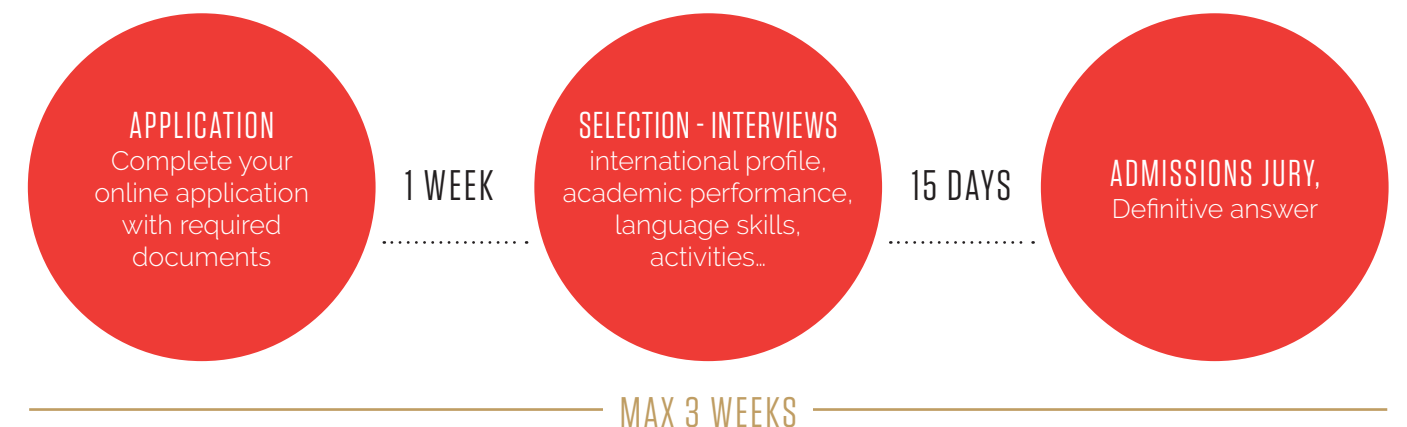 APPLICATION
Complete your
online application
with required
documents
1 WEEK
SELECTION - INTERVIEWS
international profile,
academic performance,
language skills,
activities…
15 DAYS
ADMISSIONS JURY,
Definitive answer
MAX 3 WEEKS